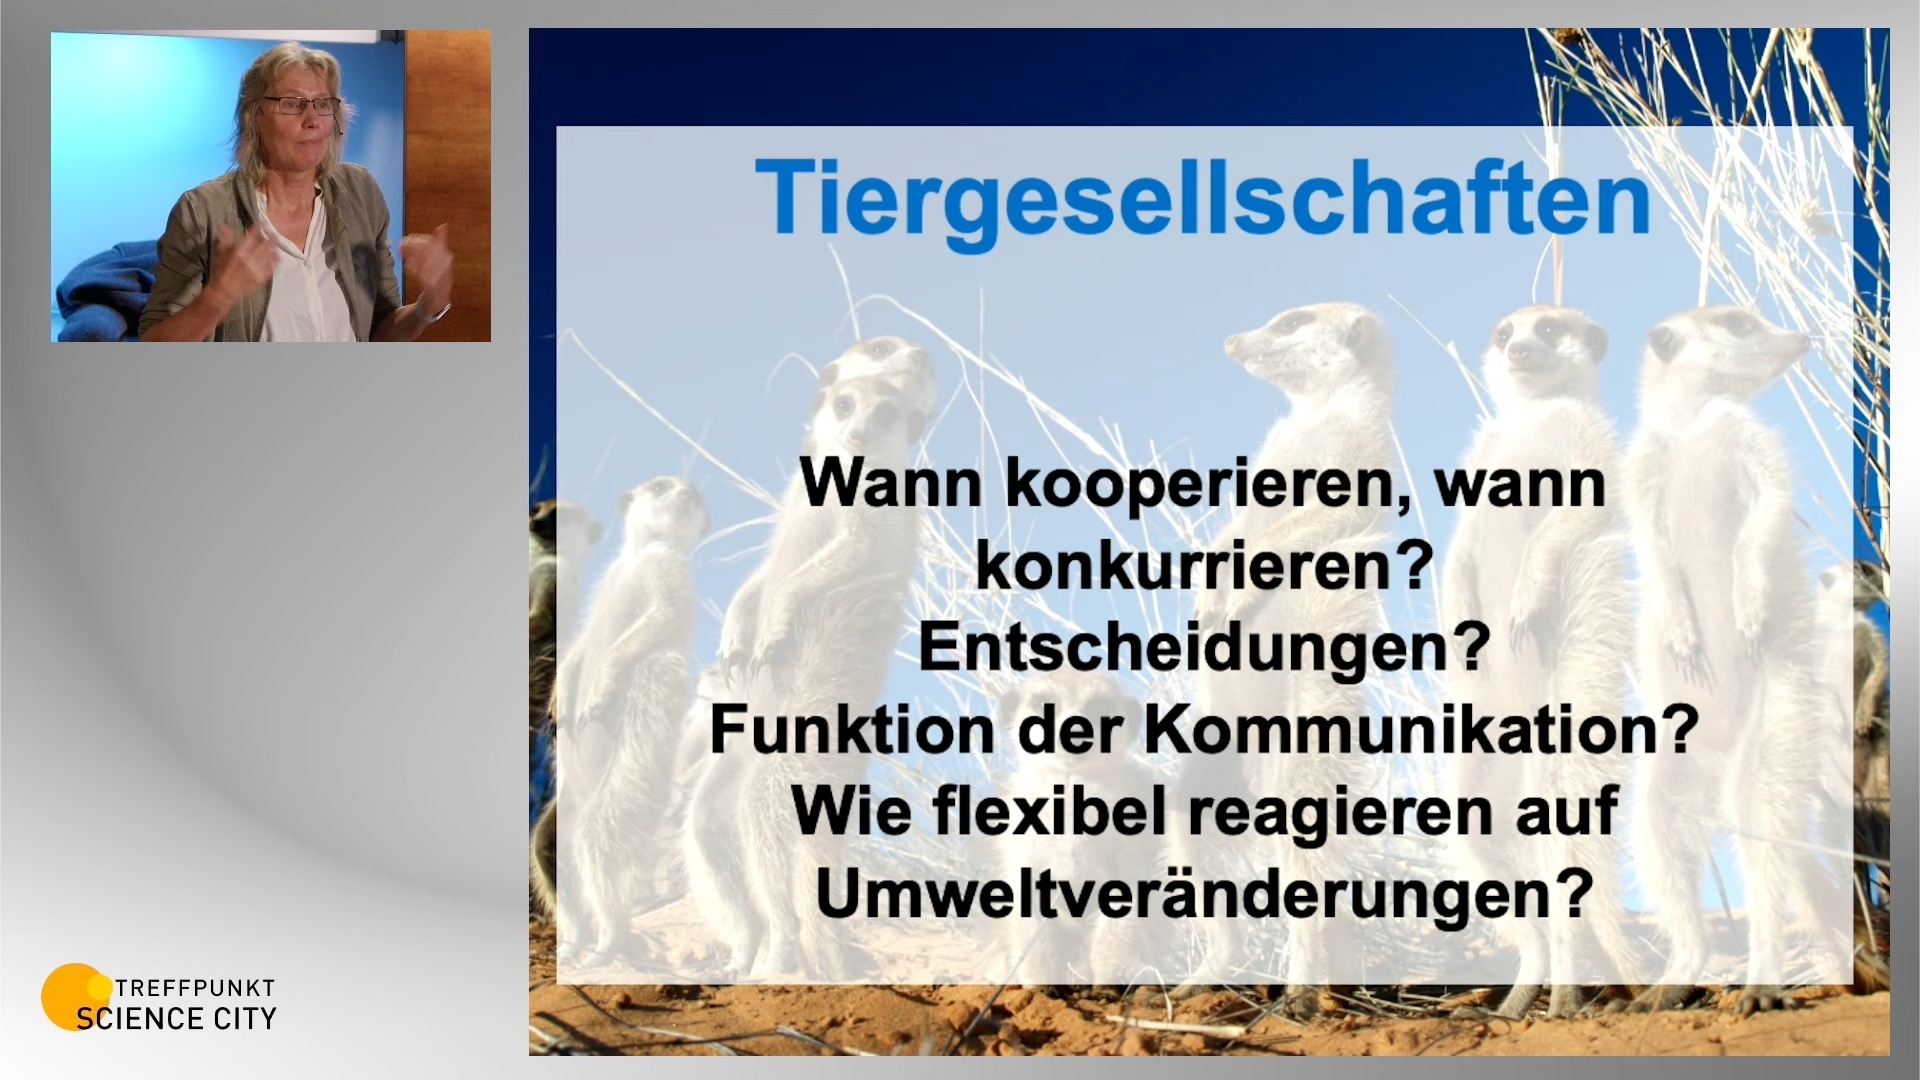 Tiergesellschaften
Wann kooperieren, wann
konkurrieren?
Entscheidungen?
Funktion der Kommunikation?
Wie flexibel reagieren auf
Umweltveränderungen?
TREFFPUNKT
SCIENCE CITY